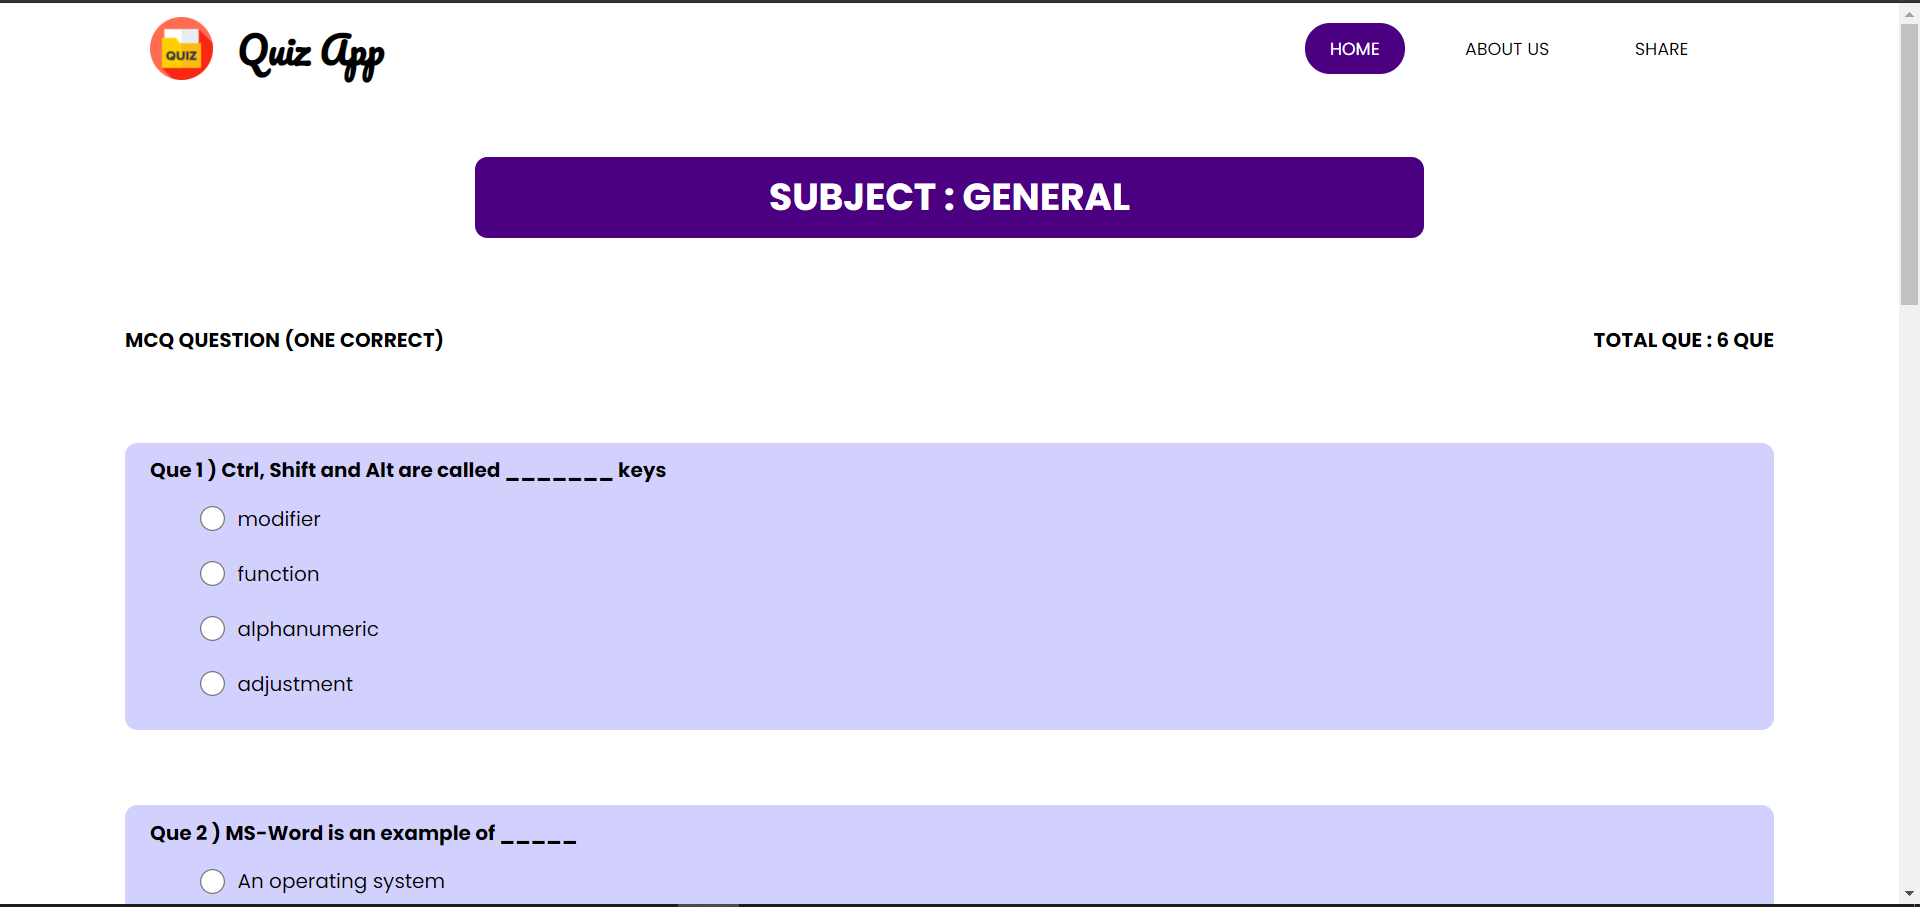 QUIZ
Quiz App
HOME
ABOUT US
SHARE
SUBJECT : GENERAL
MCQ QUESTION (ONE CORRECT)
TOTAL QUE : 6 QUE
Que 1 ) Ctrl, Shift and Alt are called _______ keys
modifier
function
alphanumeric
adjustment
Que 2 ) MS-Word is an example of _____
An operating system